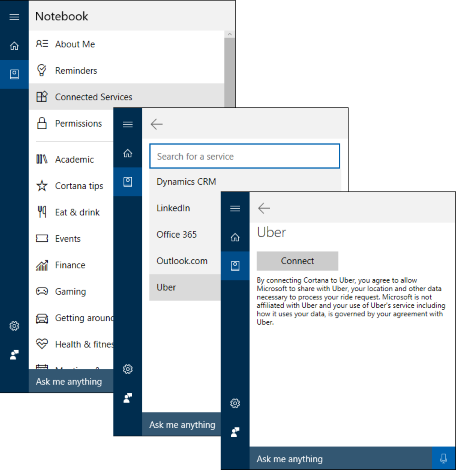 Notebook
About Me
Reminders
Connected Services
Permissions
Academic
Cortana tips
Eat & drink
Events
Finance
Gaming
Getting around
Health & fitnes
Ask me anything
Search for a service
Dynamics CRM
LinkedIn
Office 365
Outlook.com
Uber
Ask me anything
Uber
Connect
By connecting Cortana to Uber, you agree to allow
Microsoft to share with Uber, your location and other data
necessary to process your ride request. Microsoft is not
affiliated with Uber and your use of Uber's service including
how it uses your data, is governed by your agreement with
Uber.
Ask me anything